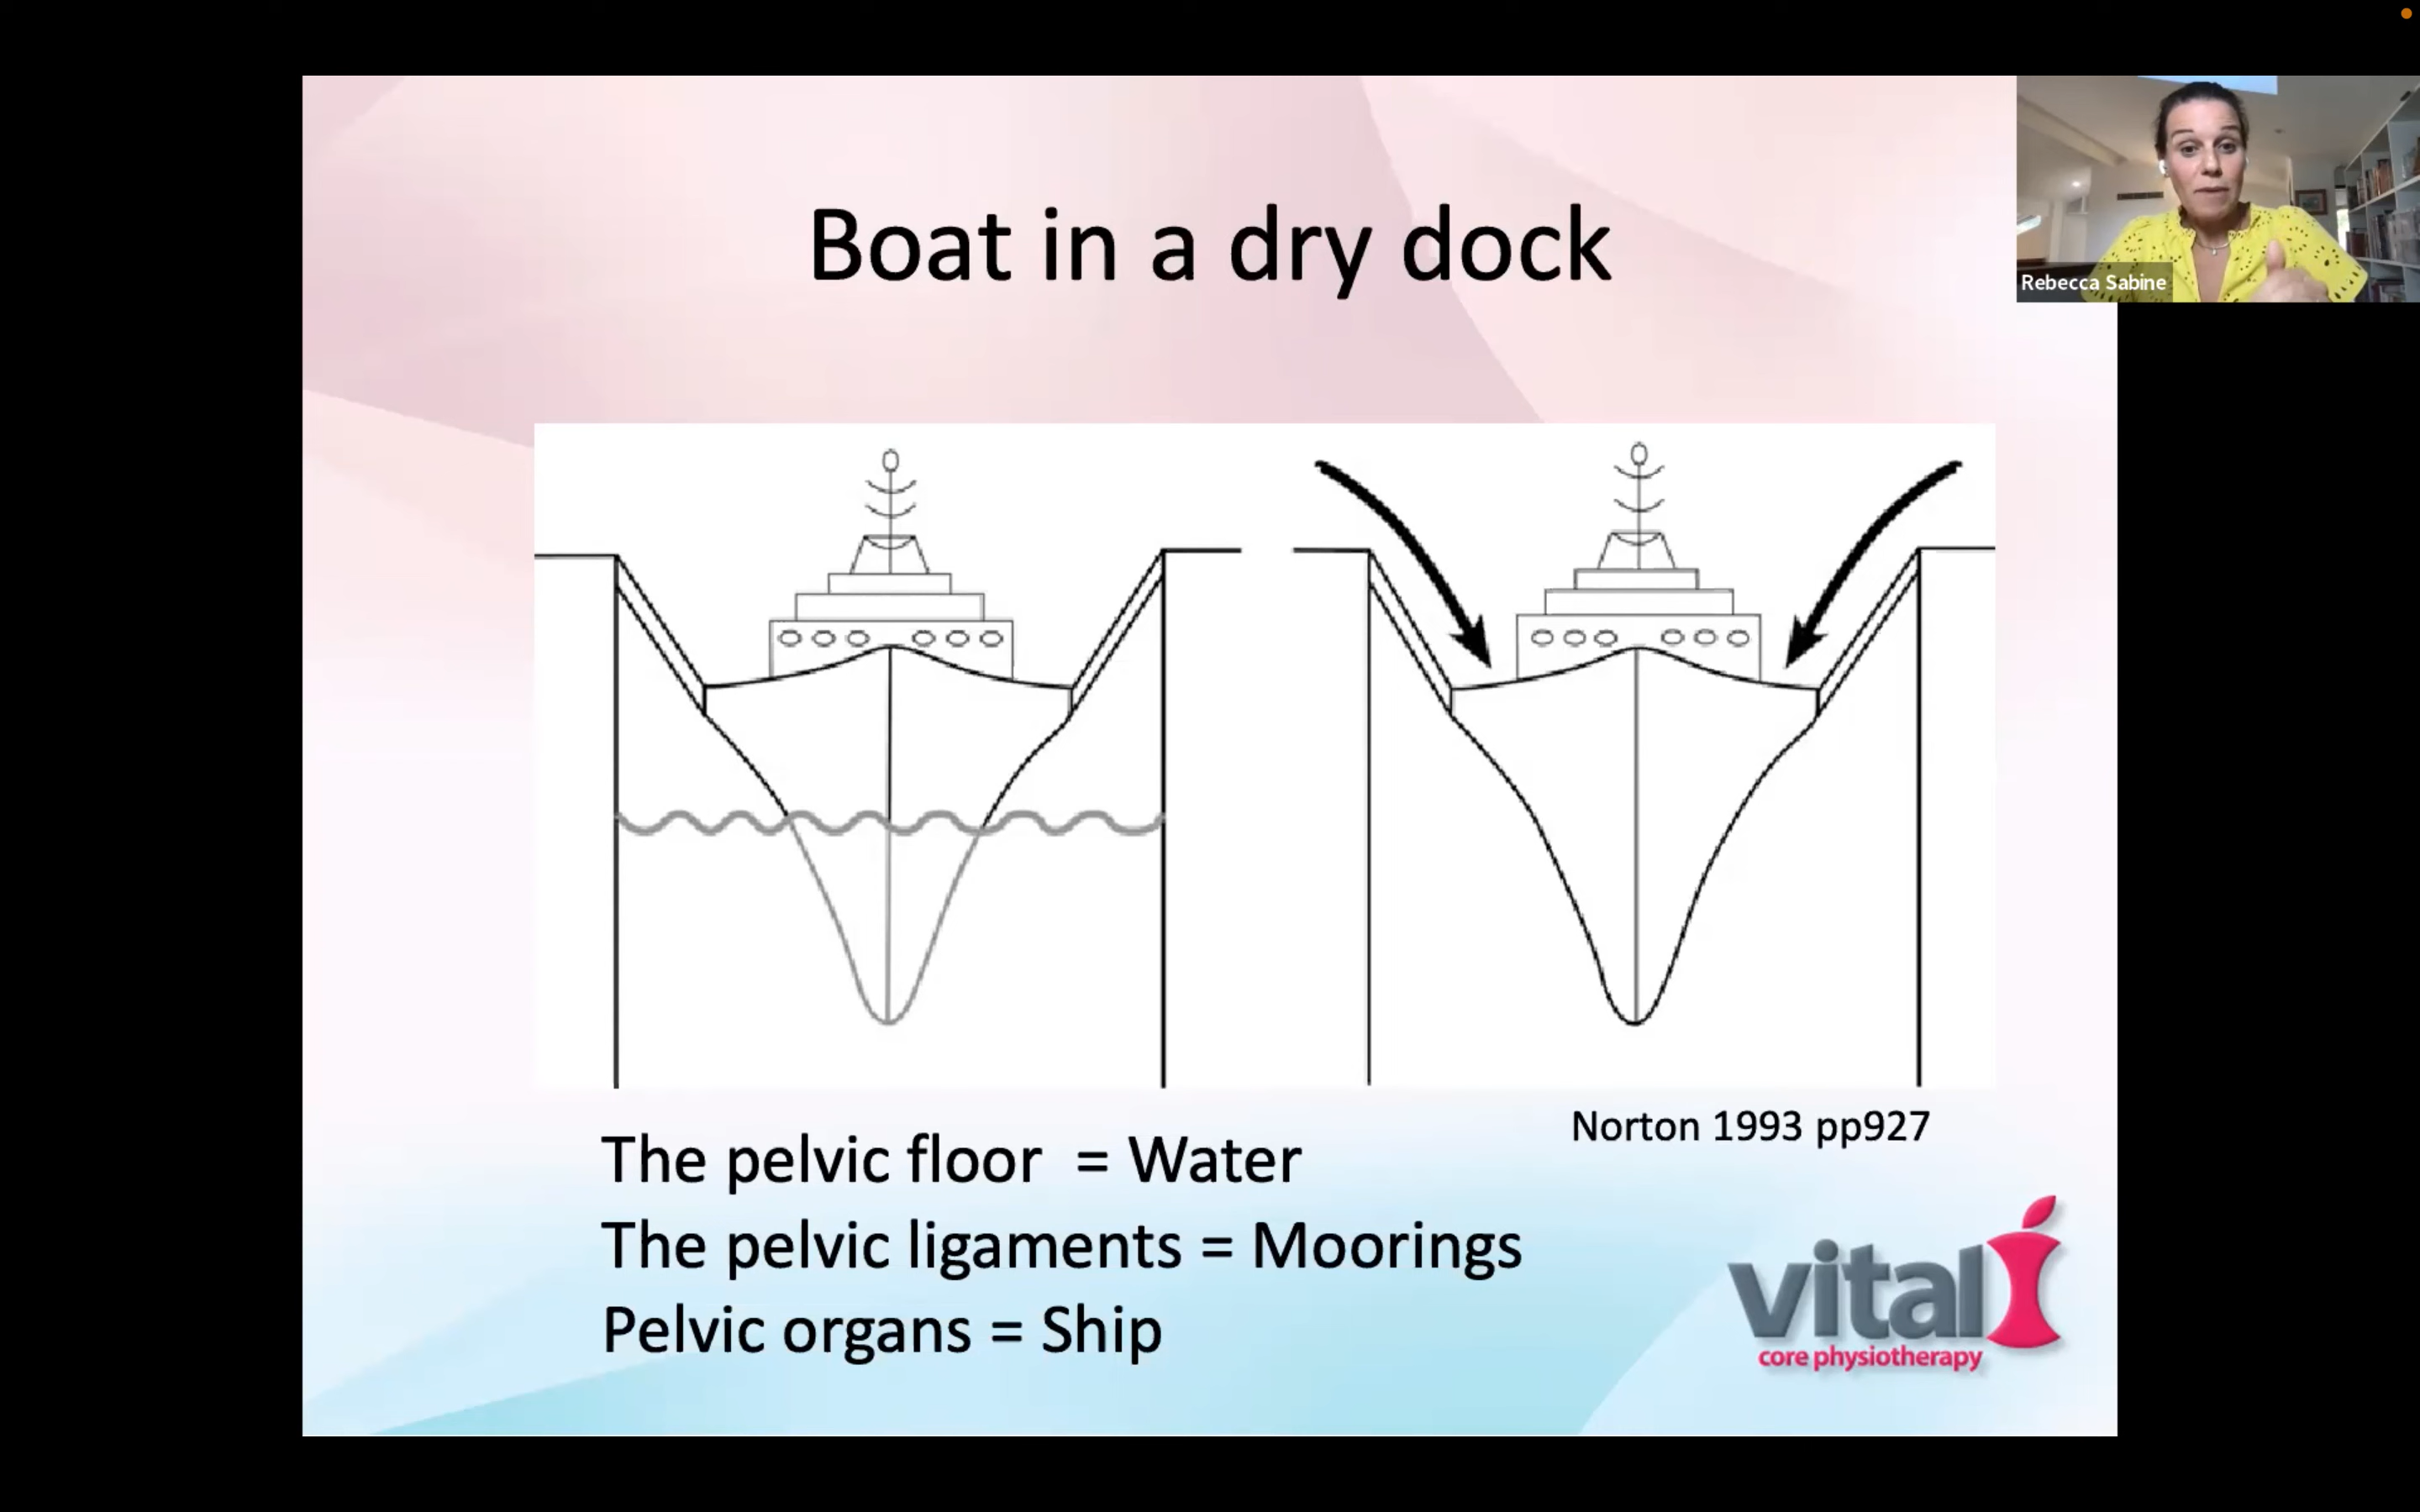 Boat in a dry dock
Rebecca Sabine
Norton 1993 pp927
The pelvic floor = Water
The pelvic ligaments = Moorings
Pelvic organs = Ship
vital
core physiotherapy